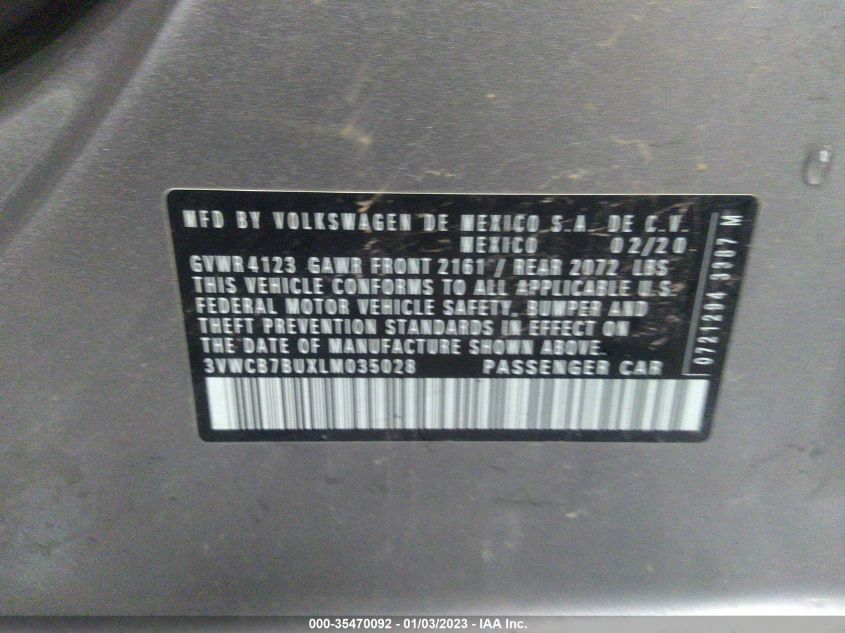 MFD BY VOLKSWAGEN DE MEXICO S.A. DE C.V.
MEXICO 02/20
GVWR 4123 GAWR FRONT 2161 / REAR 2072 LBS
THIS VEHICLE CONFORMS TO ALL APPLICABLE U.S.
FEDERAL MOTOR VEHICLE SAFETY, BUMPER AND
THEFT PREVENTION STANDARDS IN EFFECT ON
THE DATE OF MANUFACTURE SHOWN ABOVE.
3VWCB7BUXLM035028 PASSENGER CAR
0721204 3307 M
000-35470092 - 01/03/2023 - IAA Inc.